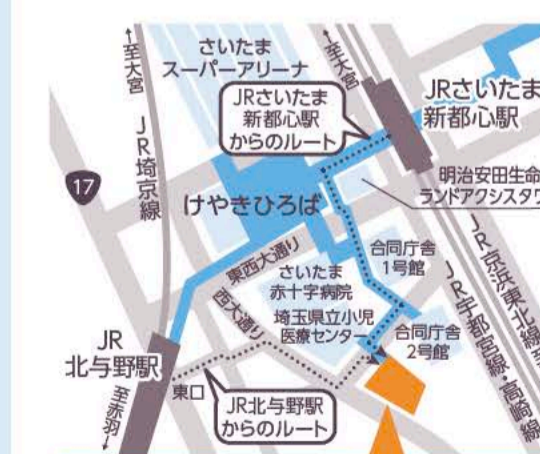 ↑至大宮
さいたま
スーパーアリーナ
↑至大宮
JRさいたま
新都心駅
からのルート
JRさいたま
新都心駅
JR埼京線
17
明治安田生命
ランドアクシスタワ
けやきひろば
東西大通り
合同庁舎
1号館
さいたま
赤十字病院
西大通り
埼玉県立小児
医療センター
合同庁舎
2号館
JR京浜東北線
JR宇都宮線・高崎線
JR
北与野駅
東口
至赤羽↓
JR北与野駅
からのルート